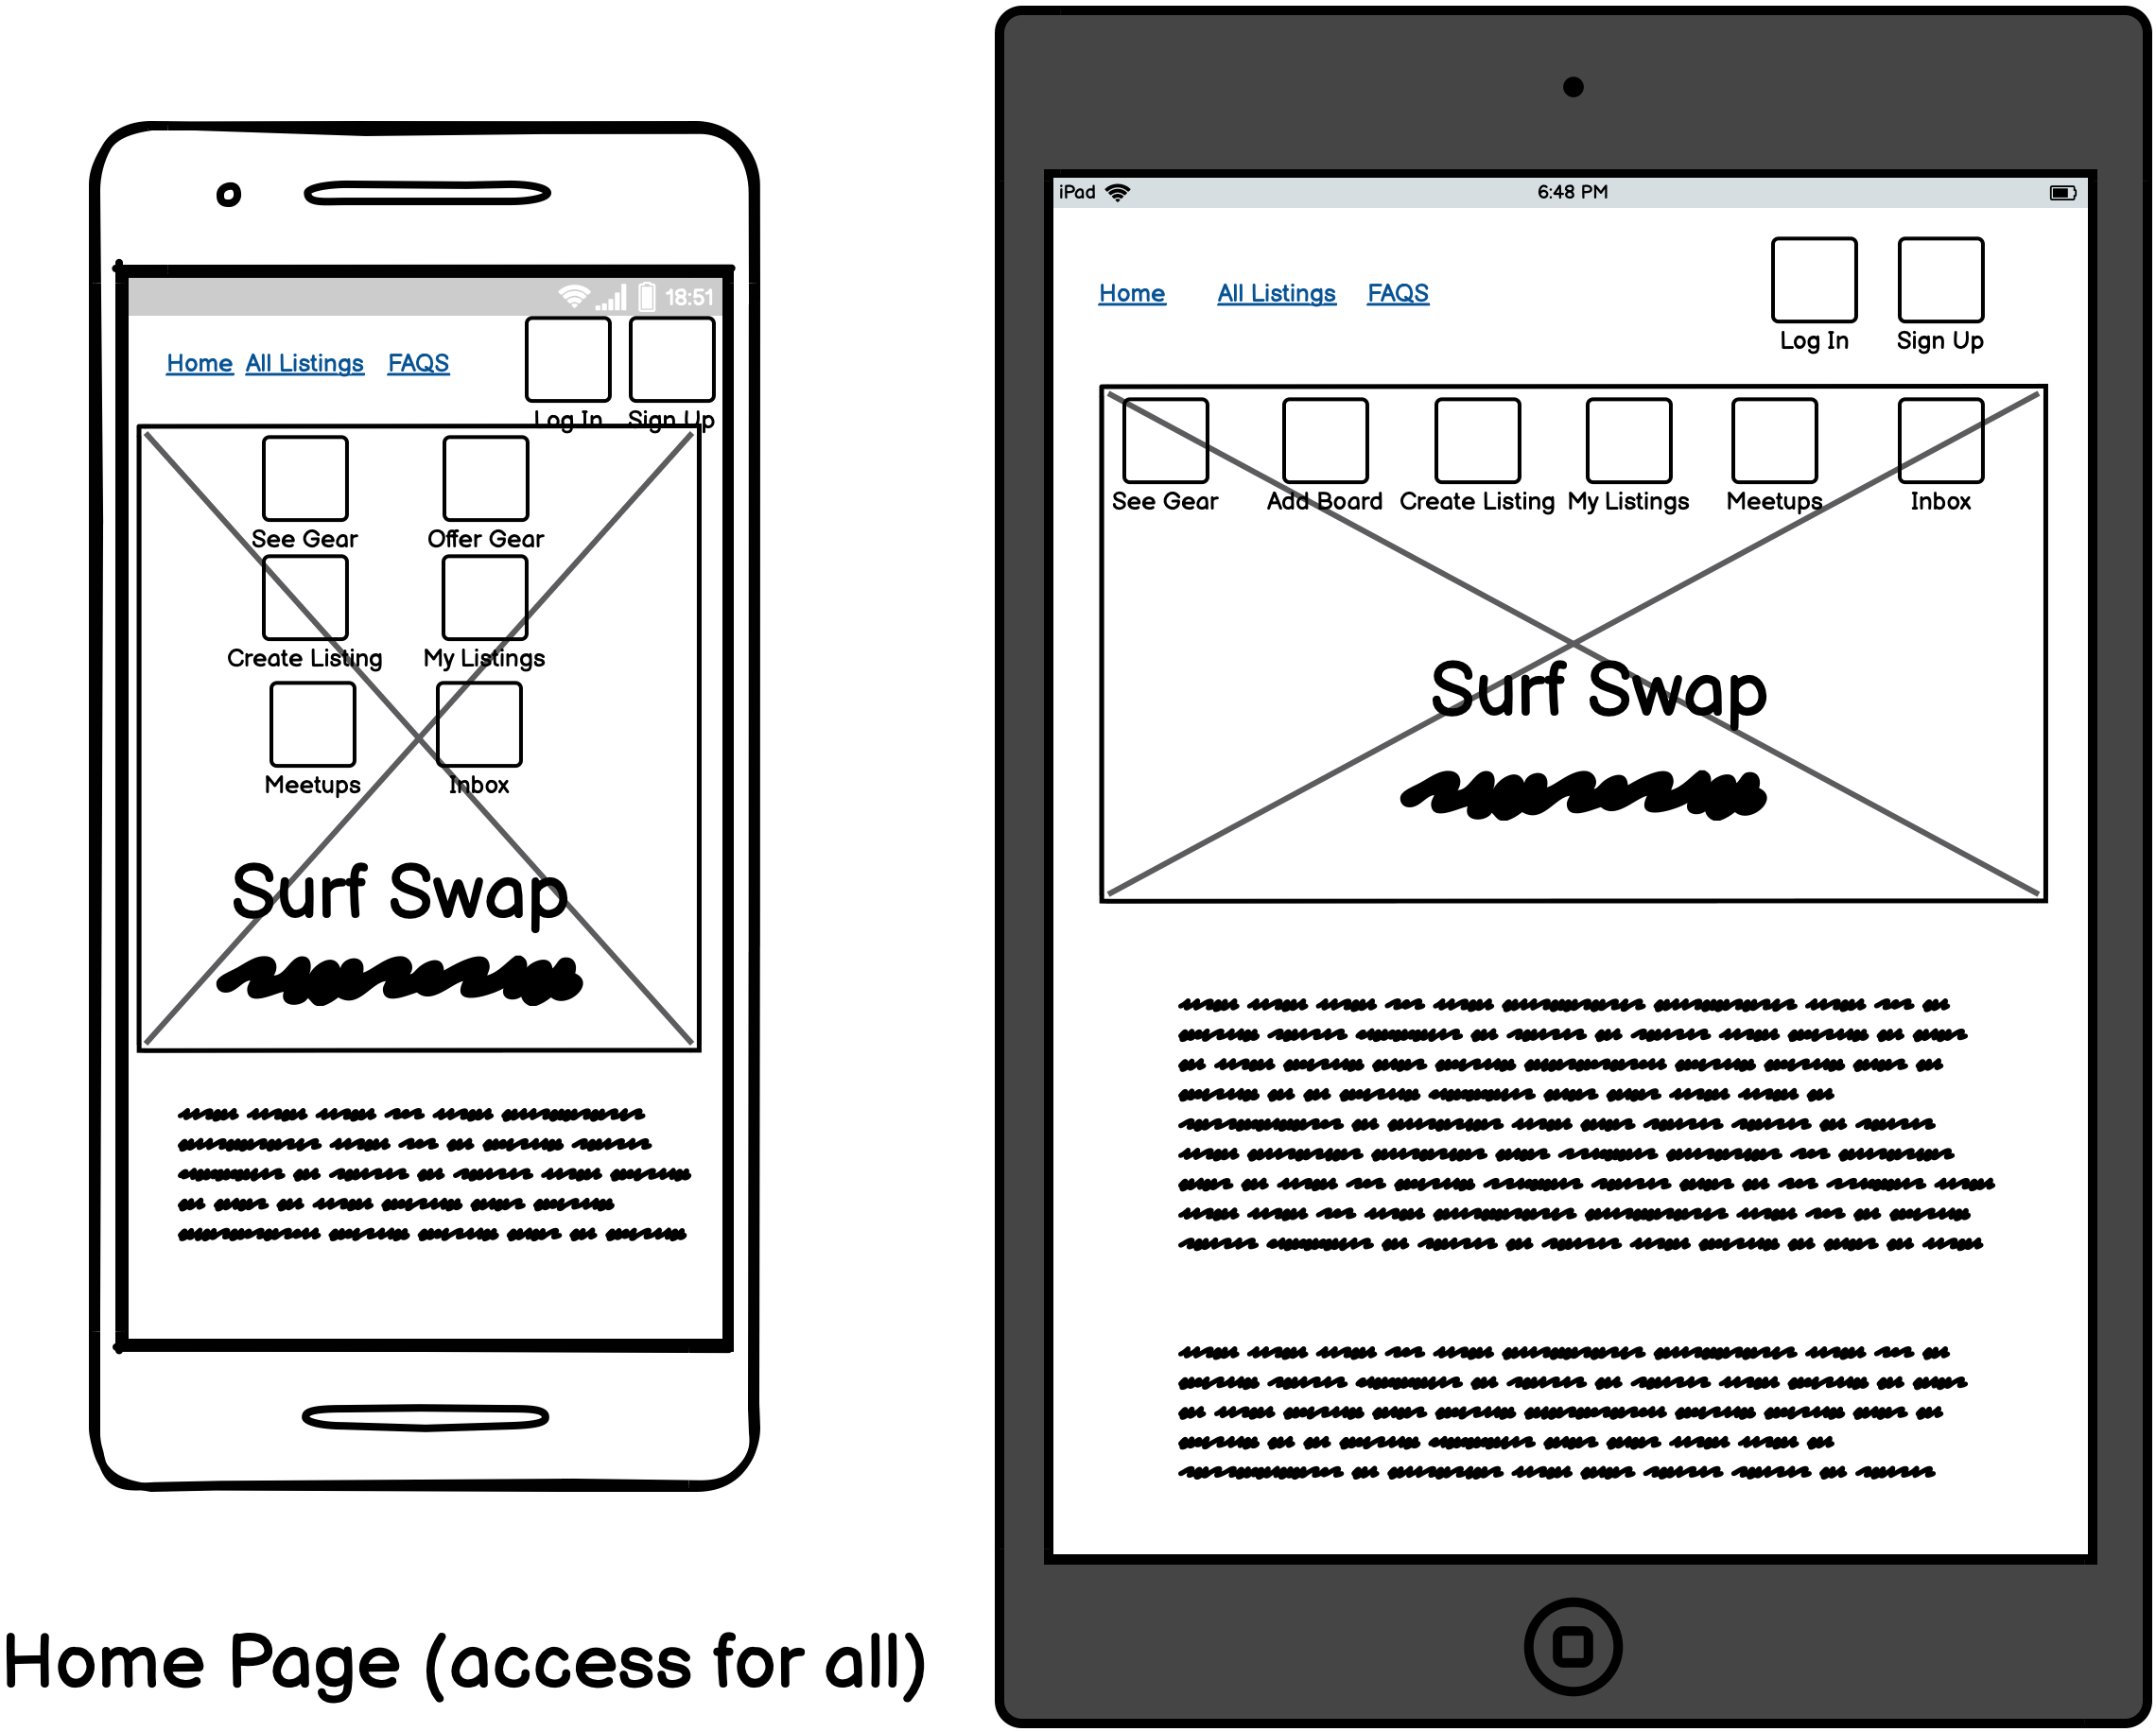 18:51
Home All Listings FAQS
Log In Sign Up
See Gear Offer Gear
Create Listing My Listings
Meetups Inbox
Surf Swap
iPad 6:48 PM
Home All Listings FAQS
Log In Sign Up
See Gear Add Board Create Listing My Listings Meetups Inbox
Surf Swap
Home Page (access for all)